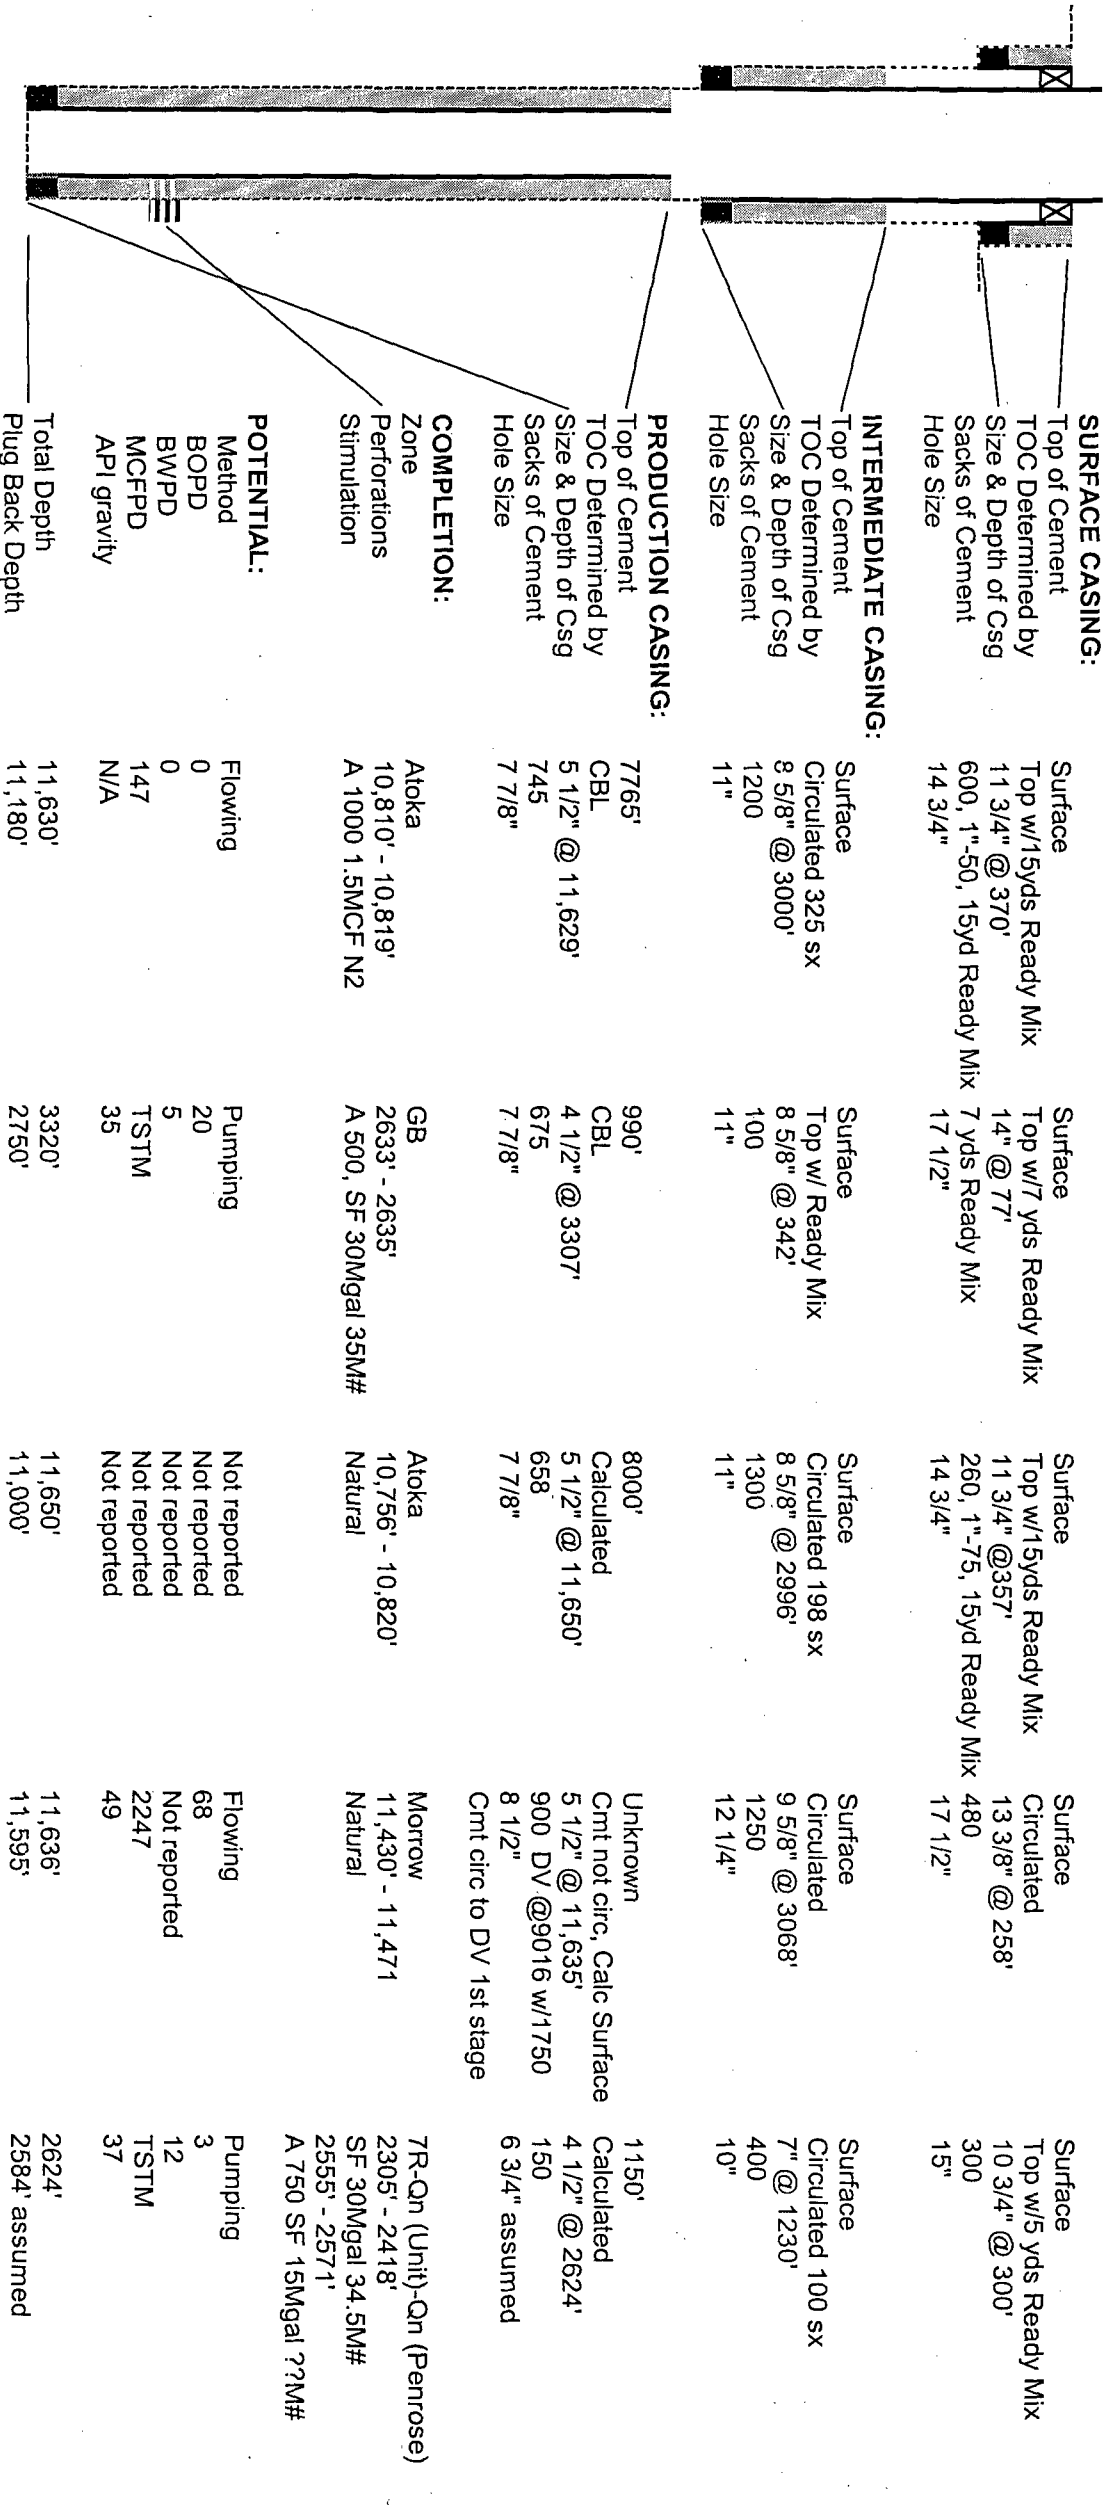 SURFACE CASING:
Top of Cement Surface Surface Surface Surface Surface
TOC Determined by Top w/15yds Ready Mix Top w/7 yds Ready Mix Top w/15yds Ready Mix Circulated Top w/5 yds Ready Mix
Size & Depth of Csg 11 3/4" @ 370' 14" @ 77' 11 3/4" @357' 13 3/8" @ 258' 10 3/4" @ 300'
Sacks of Cement 600, 1"-50, 15yd Ready Mix 7 yds Ready Mix 260, 1"-75, 15yd Ready Mix 480 300
Hole Size 14 3/4" 17 1/2" 14 3/4" 17 1/2" 15"
INTERMEDIATE CASING:
Top of Cement Surface Surface Surface Surface Surface
TOC Determined by Circulated 325 sx Top w/ Ready Mix Circulated 198 sx Circulated Circulated 100 sx
Size & Depth of Csg 8 5/8" @ 3000' 8 5/8" @ 342' 8 5/8" @ 2996' 9 5/8" @ 3068' 7" @ 1230'
Sacks of Cement 1200 100 1300 1250 400
Hole Size 11" 11" 11" 12 1/4" 10"
PRODUCTION CASING:
Top of Cement 7765' 990' 8000' Unknown 1150'
TOC Determined by CBL CBL Calculated Cmt not circ, Calc Surface Calculated
Size & Depth of Csg 5 1/2" @ 11,629' 4 1/2" @ 3307' 5 1/2" @ 11,650' 5 1/2" @ 11,635' 4 1/2" @ 2624'
Sacks of Cement 745 675 658 900 DV @9016 w/1750 150
Hole Size 7 7/8" 7 7/8" 7 7/8" 8 1/2" 6 3/4" assumed
Cmt circ to DV 1st stage
COMPLETION:
Zone Atoka GB Atoka Morrow 7R-Qn (Unit)-Qn (Penrose)
Perforations 10,810' - 10,819' 2633' - 2635' 10,756' - 10,820' 11,430' - 11,471 2305' - 2418'
Stimulation A 1000 1.5MCF N2 A 500, SF 30Mgal 35M# Natural Natural SF 30Mgal 34.5M#
2555' - 2571'
A 750 SF 15Mgal ??M#
POTENTIAL:
Method Flowing Pumping Not reported Flowing Pumping
BOPD 0 20 Not reported 68 3
BWPD 0 5 Not reported Not reported 12
MCFPD 147 TSTM Not reported 2247 TSTM
API gravity N/A 35 Not reported 49 37
Total Depth 11,630' 3320' 11,650' 11,636' 2624'
Plug Back Depth 11,180' 2750' 11,000' 11,595' 2584' assumed